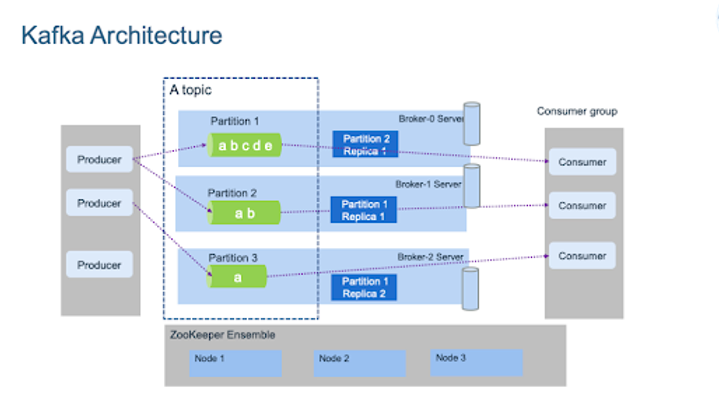 Kafka Architecture
A topic
Consumer group
Partition 1
Broker-0 Server
Producer
a b c d e
Partition 2
Replica 1
Consumer
Partition 2
Broker-1 Server
Producer
a b
Partition 1
Replica 1
Consumer
Partition 3
Broker-2 Server
Producer
a
Partition 1
Replica 2
Consumer
ZooKeeper Ensemble
Node 1
Node 2
Node 3